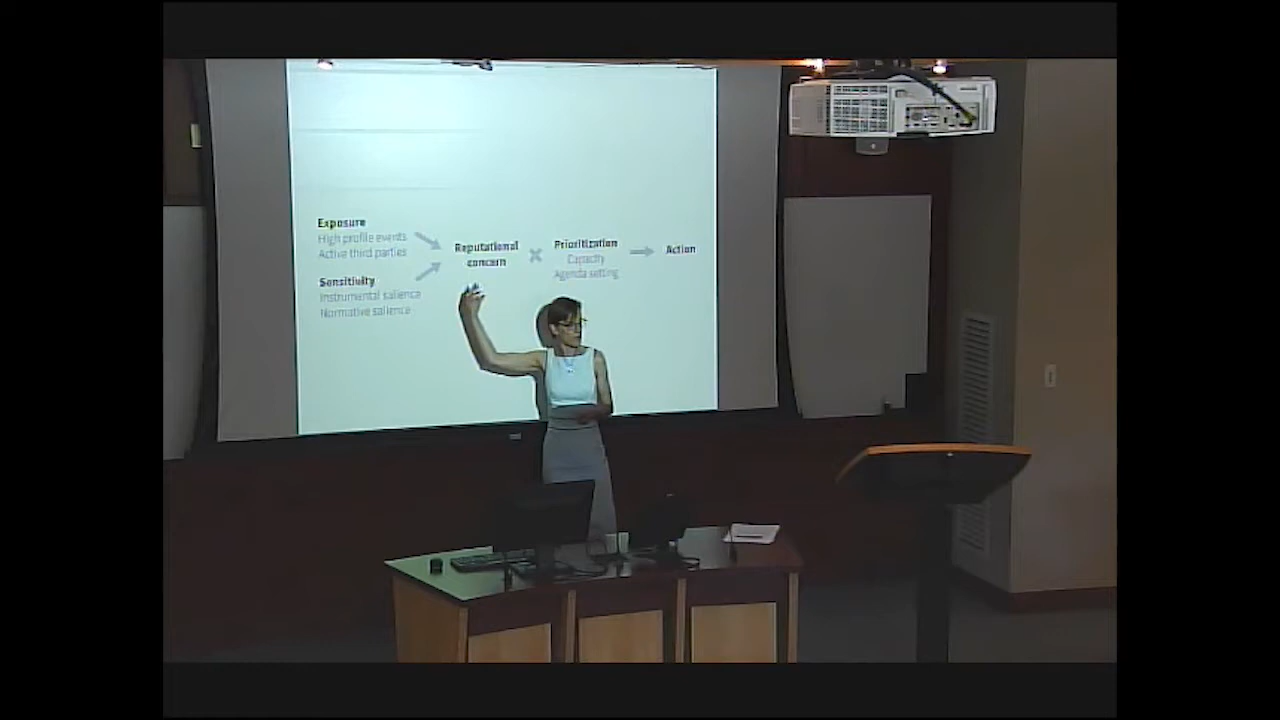 Exposure
High profile events
Active third parties
Sensitivity
Instrumental salience
Normative salience
Reputational
concern
Prioritization
Capacity
Agenda setting
Action